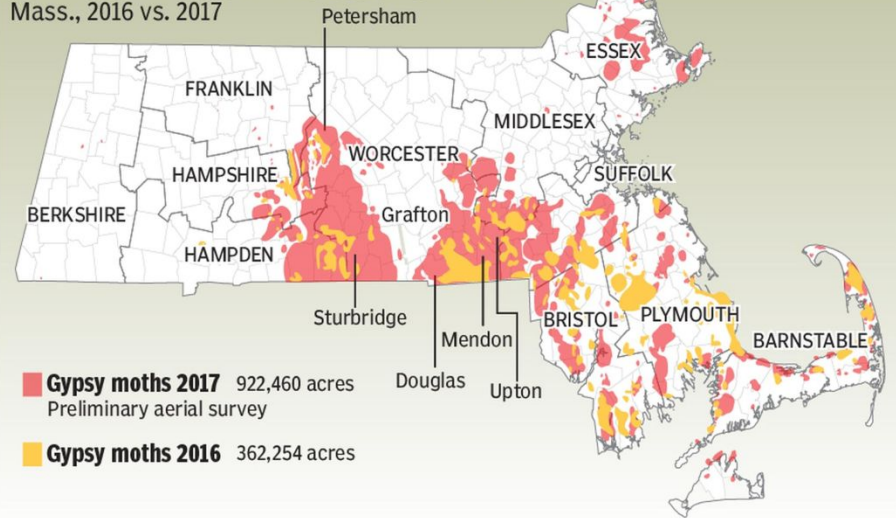 Mass., 2016 vs. 2017
Petersham
ESSEX
FRANKLIN
MIDDLESEX
WORCESTER
HAMPSHIRE
SUFFOLK
BERKSHIRE
Grafton
HAMPDEN
Sturbridge
BRISTOL
PLYMOUTH
Mendon
BARNSTABLE
Douglas
Upton
Gypsy moths 2017 922,460 acres
Preliminary aerial survey
Gypsy moths 2016 362,254 acres